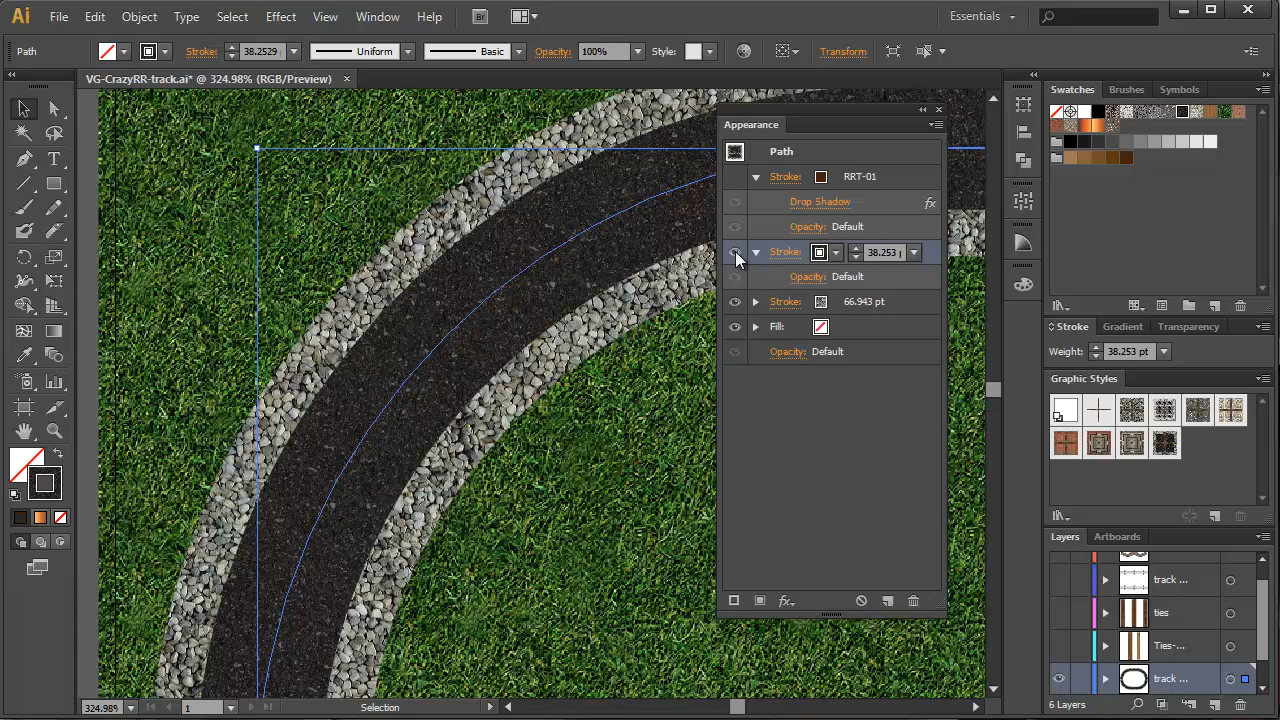 Ai File Edit Object Type Select Effect View Window Help Br Essentials
Path Stroke: 38.2529 Uniform Basic Opacity: 100% Style: Transform
VG-CrazyRR-track.ai* @ 324.98% (RGB/Preview)
Swatches Brushes Symbols
Appearance
Path
Stroke: RRT-01
Drop Shadow fx
Opacity: Default
Stroke: 38.253
Opacity: Default
Stroke: 66.943 pt
Fill:
Opacity: Default
fx
Stroke Gradient Transparency
Weight: 38.253 pt
Graphic Styles
Layers Artboards
track ...
ties
Ties-...
track ...
6 Layers
324.98% 1 Selection
T